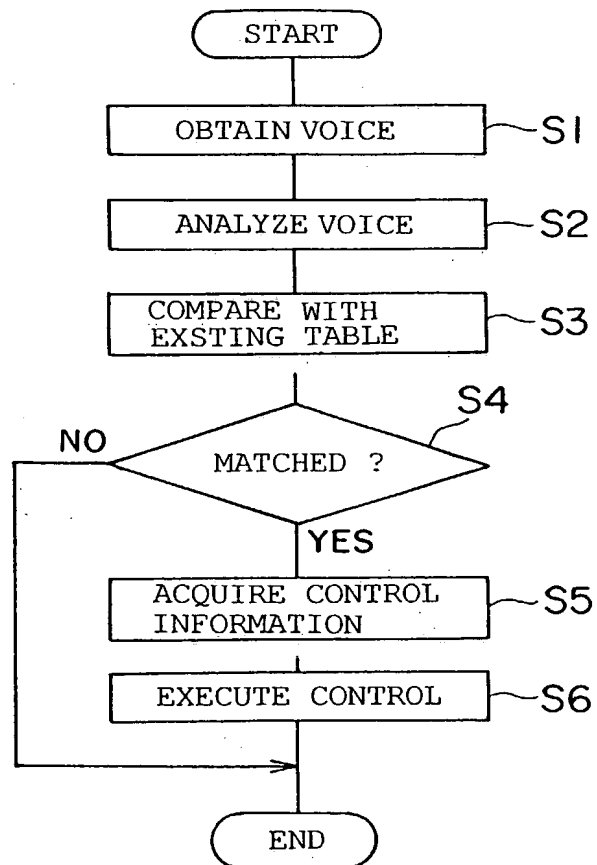 START
OBTAIN VOICE
S1
ANALYZE VOICE
S2
COMPARE WITH
EXSTING TABLE
S3
S4
NO
MATCHED ?
YES
ACQUIRE CONTROL
INFORMATION
S5
EXECUTE CONTROL
S6
END